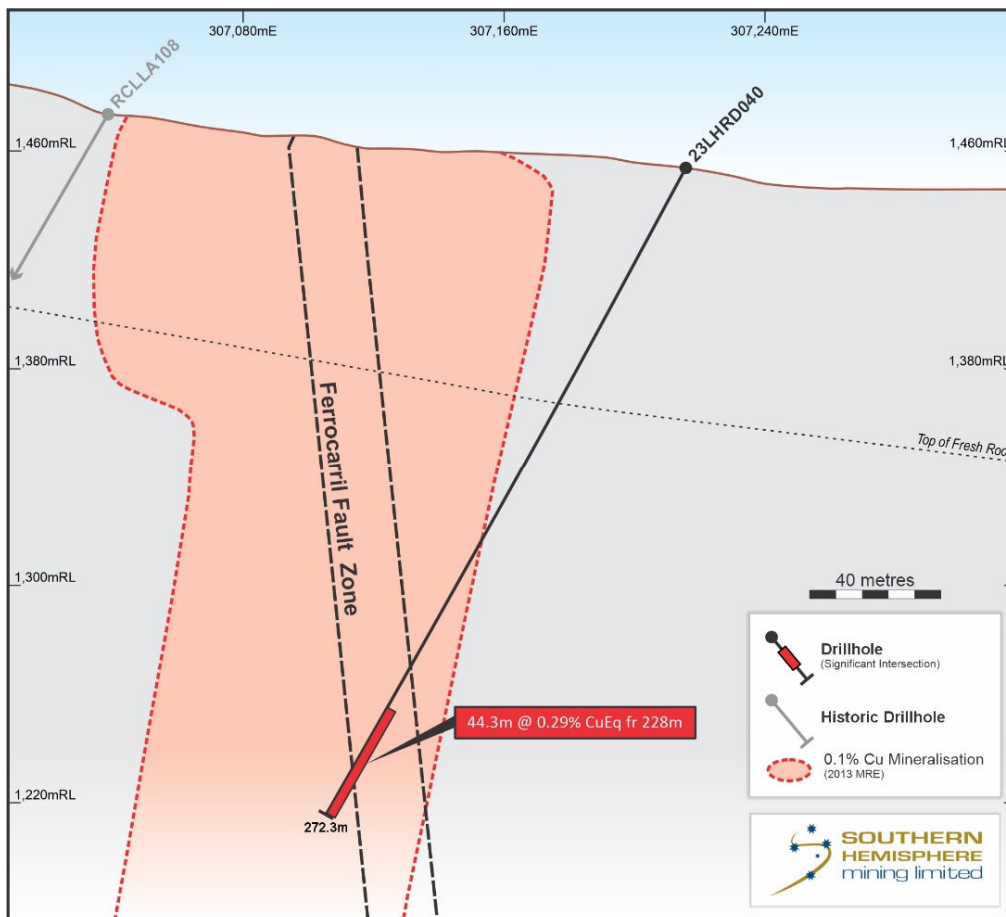 307,080mE
307,160mE
307,240mE
RCLLA108
23LHRD040
1,460mRL
1,460mRL
1,380mRL
1,380mRL
Top of Fresh Roc
Ferrocarril Fault Zone
1,300mRL
40 metres
44.3m @ 0.29% CuEq fr 228m
1,220mRL
272.3m
Drillhole
(Significant Intersection)
Historic Drillhole
0.1% Cu Mineralisation
(2013 MRE)
SOUTHERN
HEMISPHERE
mining limited